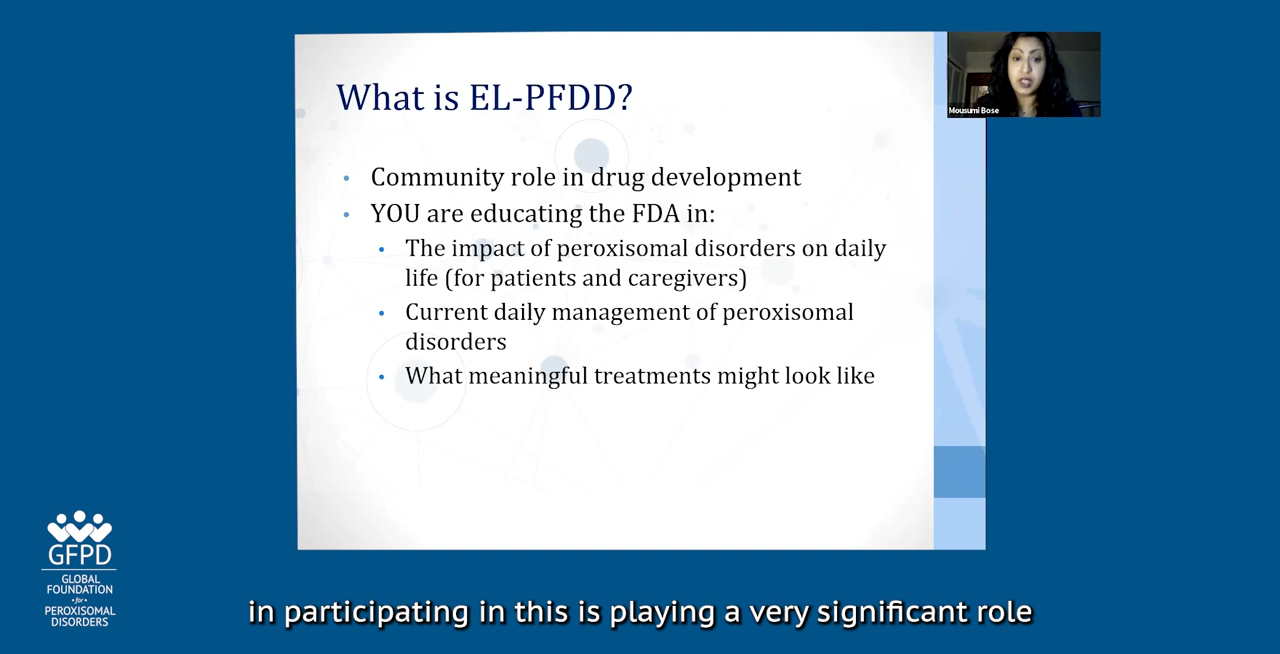 What is EL-PFDD?
Mousumi Bose
• Community role in drug development
• YOU are educating the FDA in:
• The impact of peroxisomal disorders on daily
life (for patients and caregivers)
• Current daily management of peroxisomal
disorders
• What meaningful treatments might look like
GFPD
GLOBAL
FOUNDATION
-for-
PEROXISOMAL
DISORDERS
in participating in this is playing a very significant role